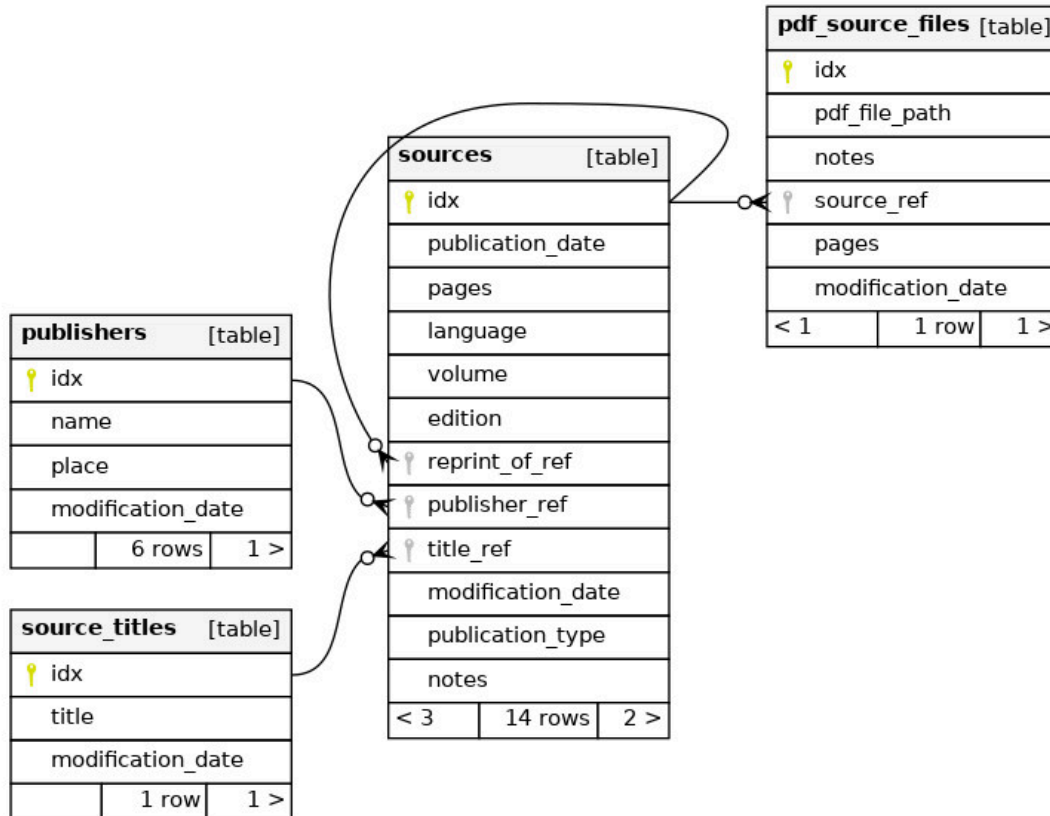 pdf_source_files [table]
idx
pdf_file_path
notes
source_ref
pages
modification_date
< 1 1 row 1 >
sources [table]
idx
publication_date
pages
language
volume
edition
reprint_of_ref
publisher_ref
title_ref
modification_date
publication_type
notes
< 3 14 rows 2 >
publishers [table]
idx
name
place
modification_date
6 rows 1 >
source_titles [table]
idx
title
modification_date
1 row 1 >